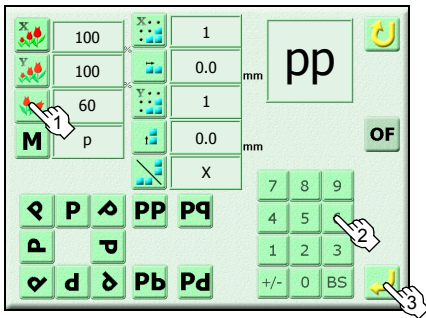 X 100 % X 1
Y 100 % 0.0 mm pp
60 Y 1
1
M p 0.0 mm OF
X
7 8 9
P P P PP Pq
4 5
2
P d
1 2 3
d d d Pb Pd
+/- 0 BS
3